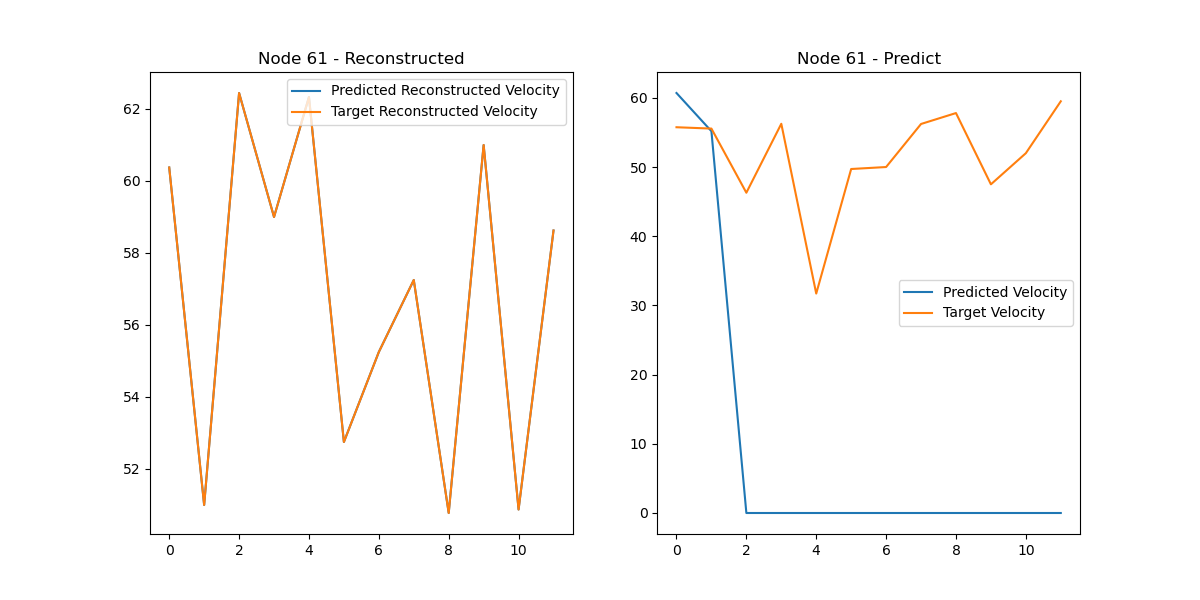 Node 61 - Reconstructed
Predicted Reconstructed Velocity
Target Reconstructed Velocity
62
60
58
56
54
52
0 2 4 6 8 10
Node 61 - Predict
Predicted Velocity
Target Velocity
60
50
40
30
20
10
0
0 2 4 6 8 10